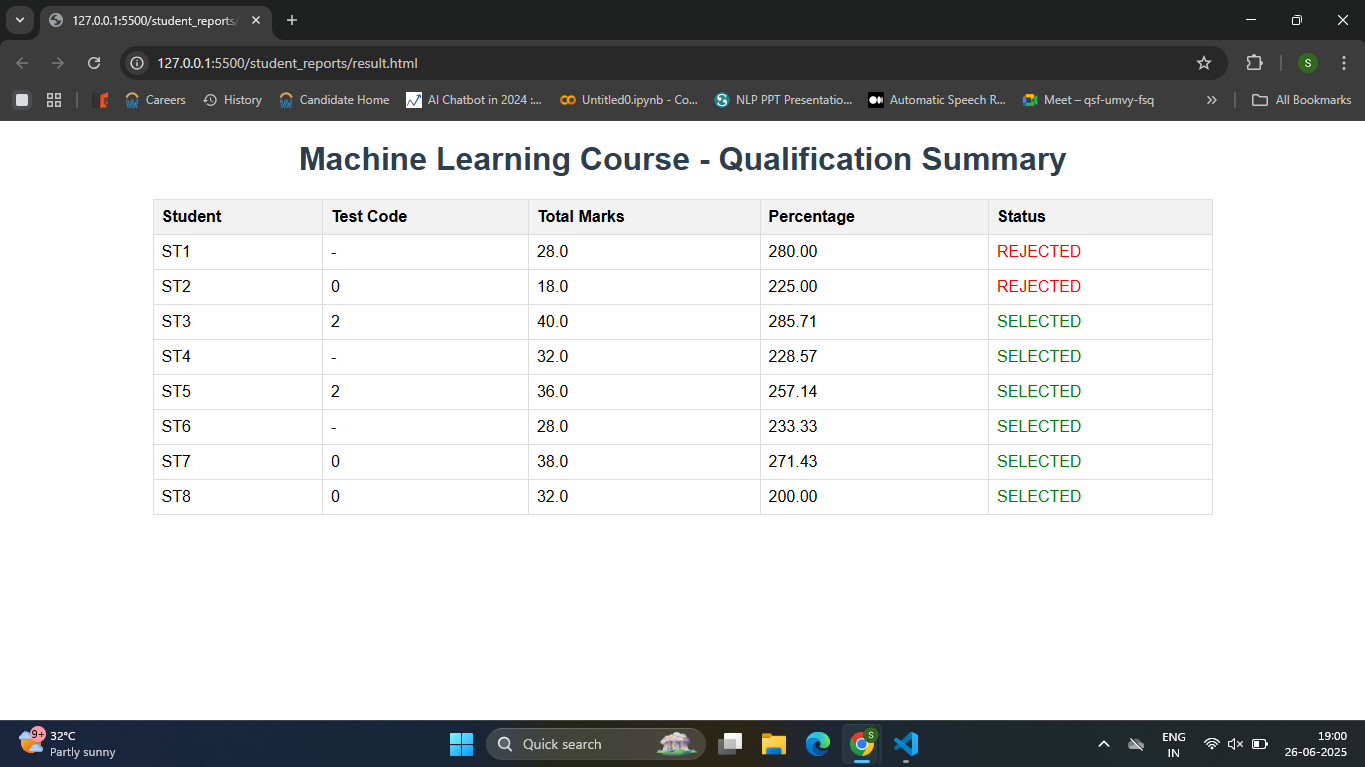 127.0.0.1:5500/student_reports/
127.0.0.1:5500/student_reports/result.html
S
Careers History Candidate Home AI Chatbot in 2024 :... Untitled0.ipynb - Co... NLP PPT Presentatio... Automatic Speech R... Meet – qsf-umvy-fsq All Bookmarks
Machine Learning Course - Qualification Summary
Student Test Code Total Marks Percentage Status
ST1 - 28.0 280.00 REJECTED
ST2 0 18.0 225.00 REJECTED
ST3 2 40.0 285.71 SELECTED
ST4 - 32.0 228.57 SELECTED
ST5 2 36.0 257.14 SELECTED
ST6 - 28.0 233.33 SELECTED
ST7 0 38.0 271.43 SELECTED
ST8 0 32.0 200.00 SELECTED
9+ 32°C
Partly sunny
Quick search
S
ENG
IN
19:00
26-06-2025